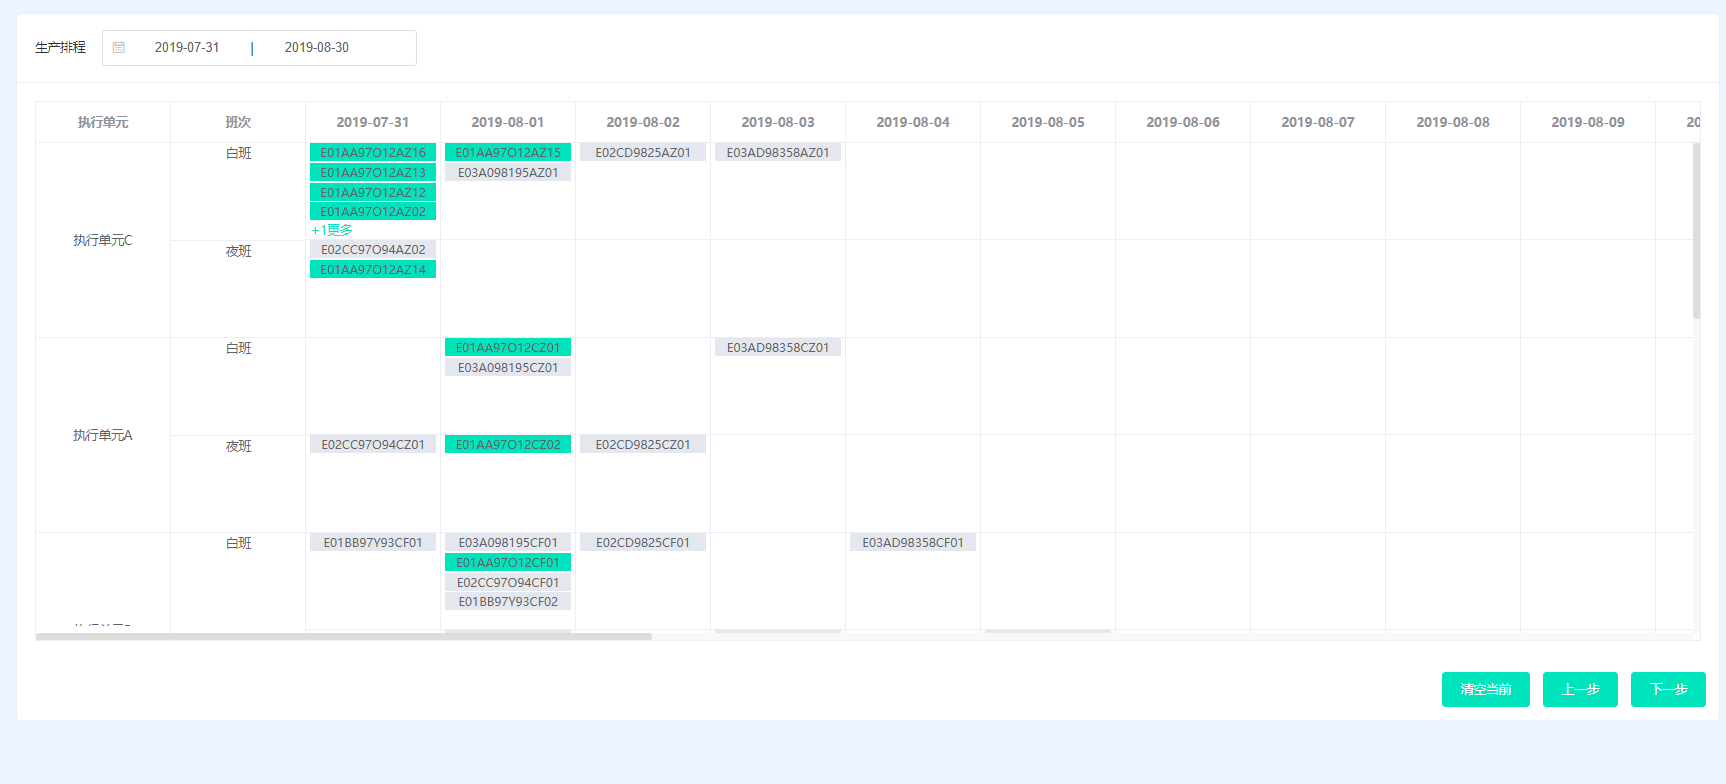 生产排程 2019-07-31 | 2019-08-30
执行单元 班次 2019-07-31 2019-08-01 2019-08-02 2019-08-03 2019-08-04 2019-08-05 2019-08-06 2019-08-07 2019-08-08 2019-08-09 20
白班 E01AA97O12AZ16 E01AA97O12AZ15 E02CD9825AZ01 E03AD98358AZ01
E01AA97O12AZ13 E03A098195AZ01
E01AA97O12AZ12
E01AA97O12AZ02
+1更多
执行单元C
夜班 E02CC97O94AZ02
E01AA97O12AZ14
白班 E01AA97O12CZ01 E03AD98358CZ01
E03A098195CZ01
执行单元A
夜班 E02CC97O94CZ01 E01AA97O12CZ02 E02CD9825CZ01
白班 E01BB97Y93CF01 E03A098195CF01 E02CD9825CF01 E03AD98358CF01
E01AA97O12CF01
E02CC97O94CF01
E01BB97Y93CF02
清空当前 上一步 下一步